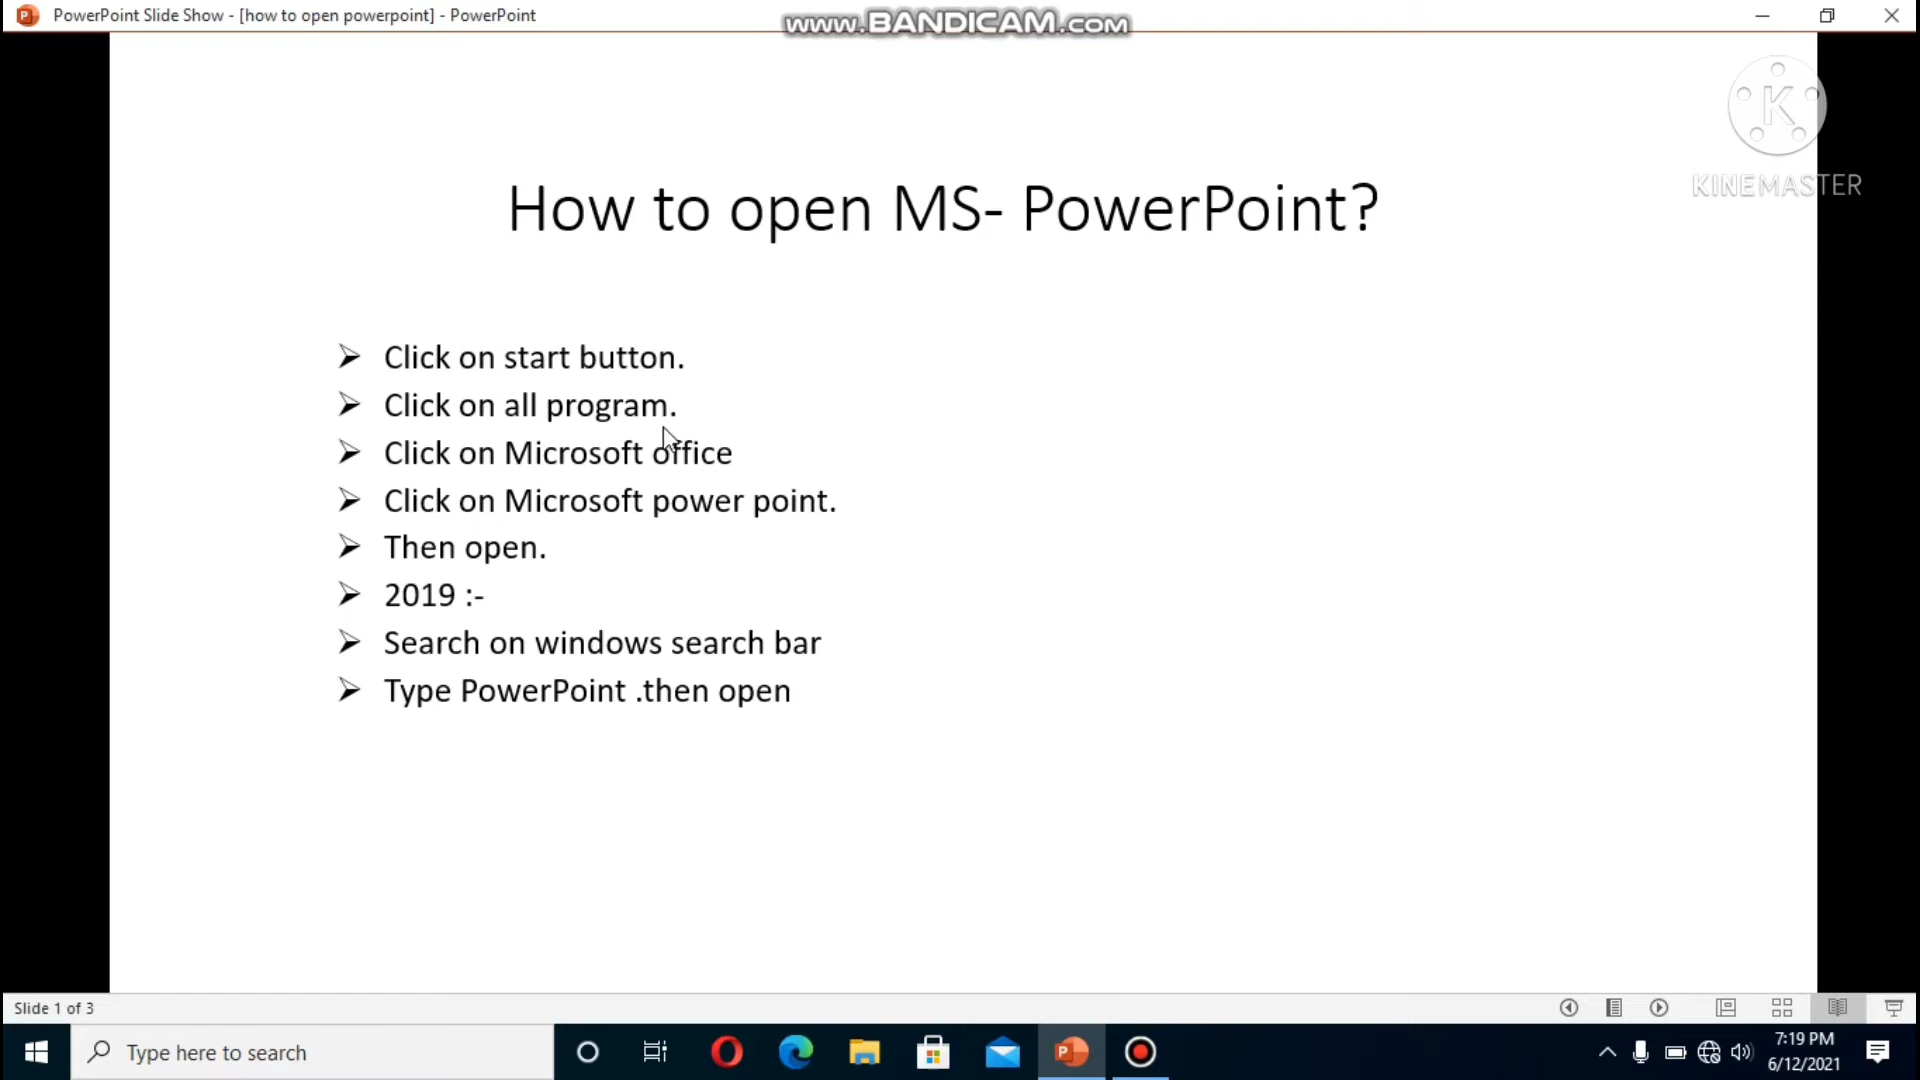 PowerPoint Slide Show - [how to open powerpoint] - PowerPoint
www.BANDICAM.com
K
KINEMASTER
How to open MS- PowerPoint?
➢ Click on start button.
➢ Click on all program.
➢ Click on Microsoft office
➢ Click on Microsoft power point.
➢ Then open.
➢ 2019 :-
➢ Search on windows search bar
➢ Type PowerPoint .then open
Slide 1 of 3
Type here to search
7:19 PM
6/12/2021